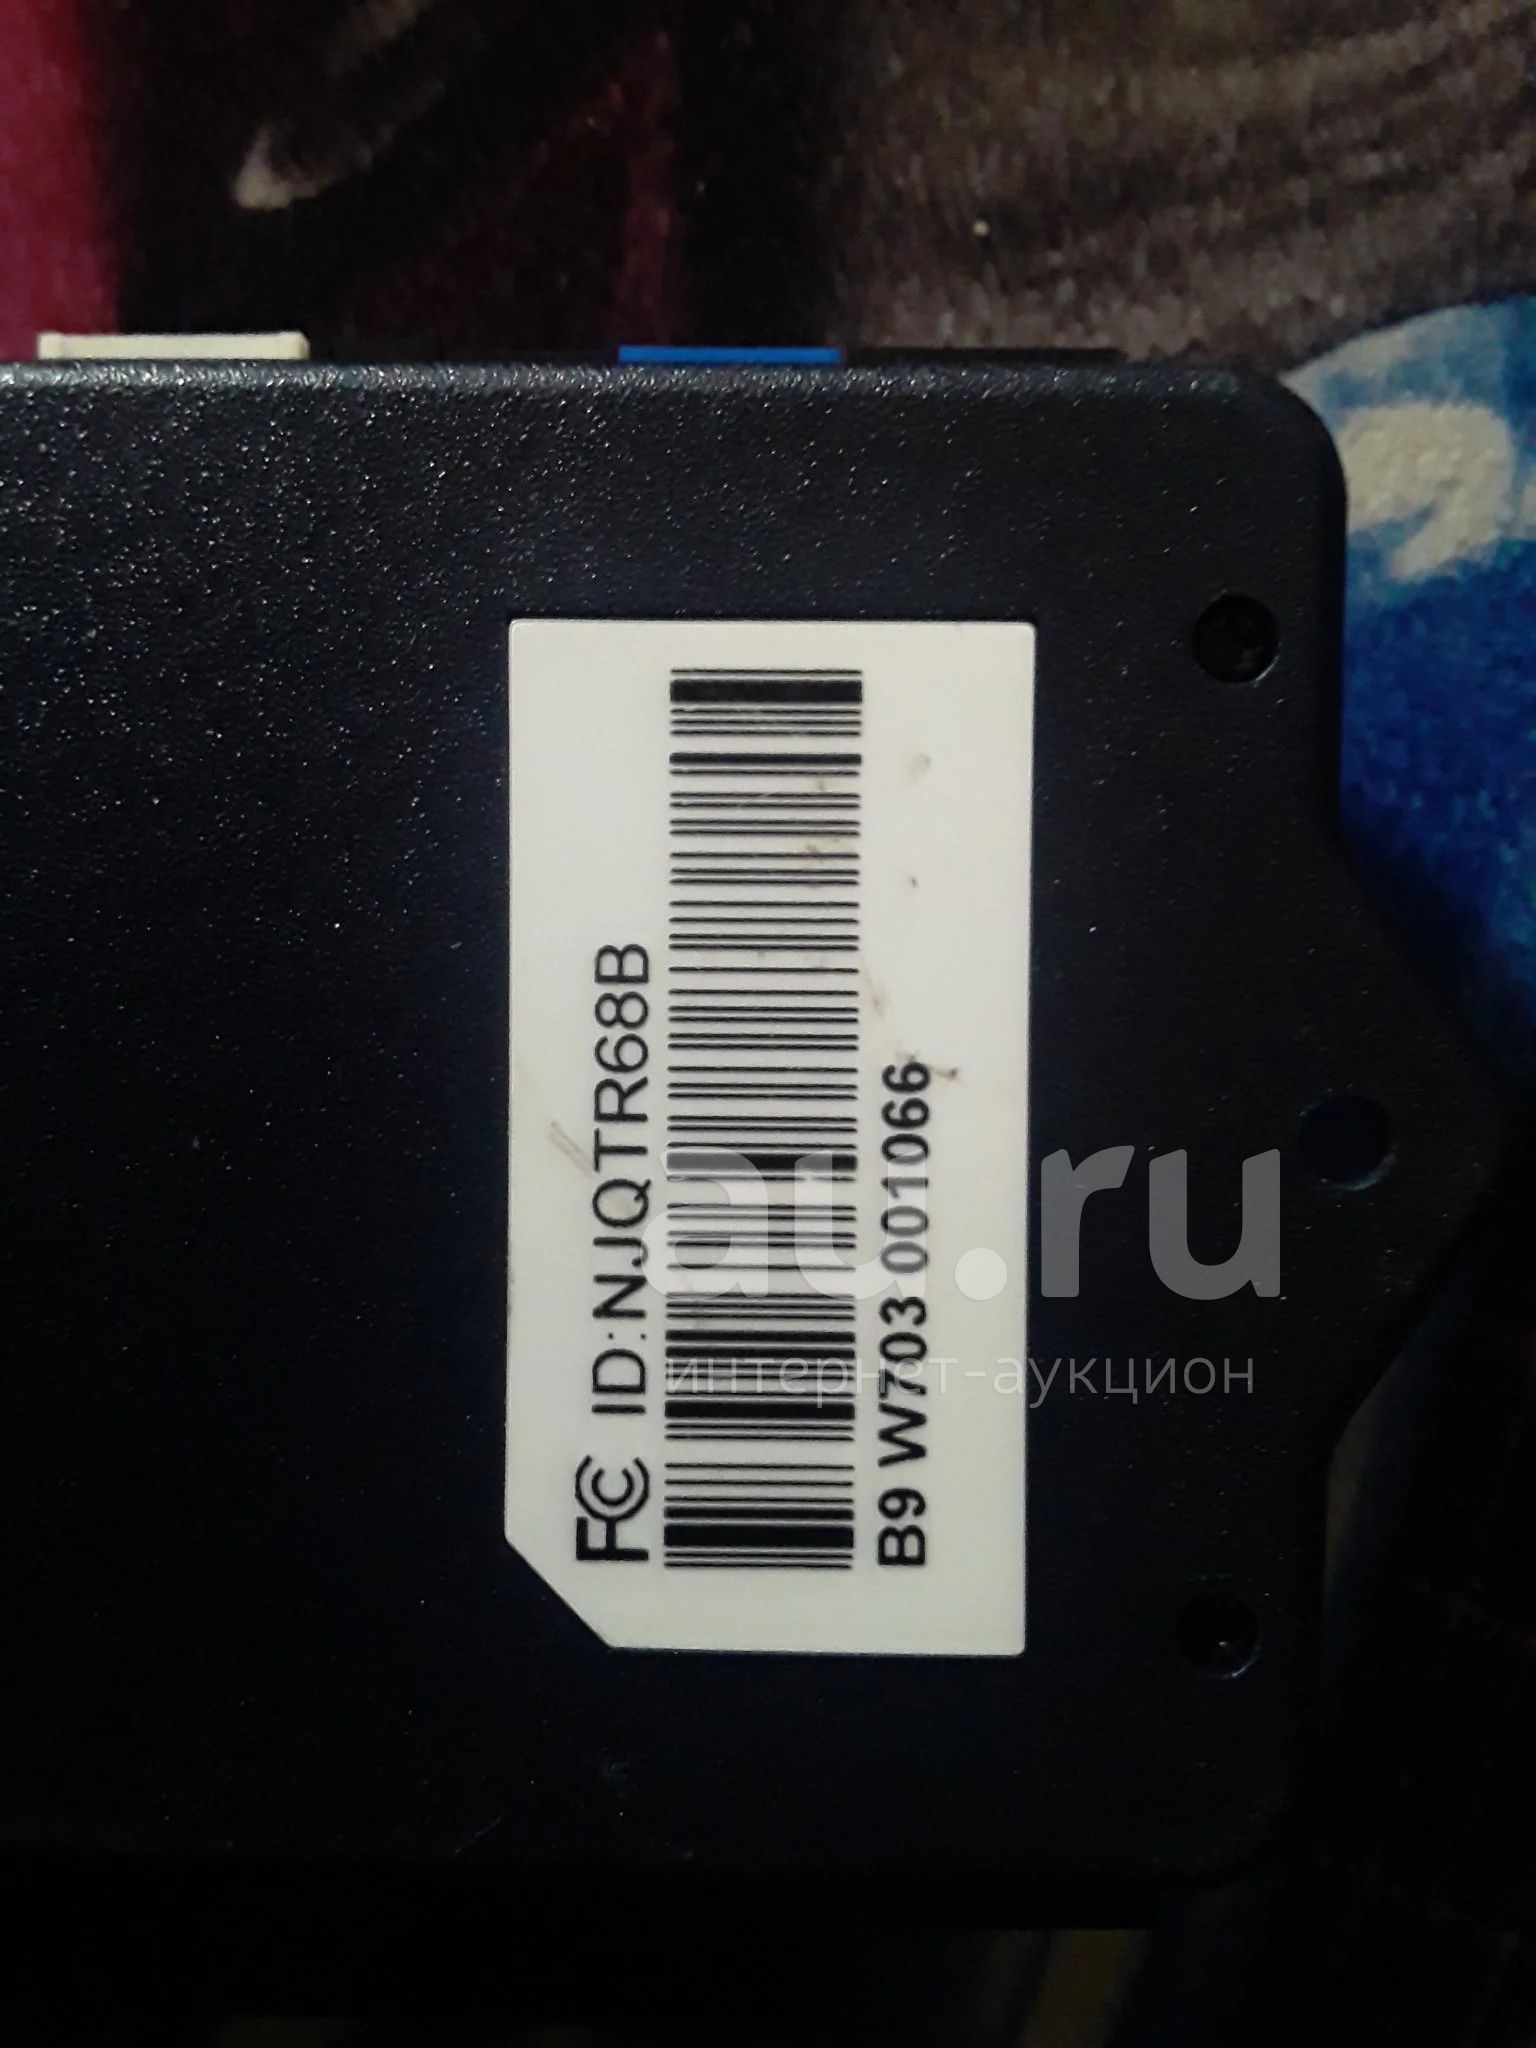 FC ID:NJQTR68B
B9 W703 001066
au.ru
интернет-аукцион